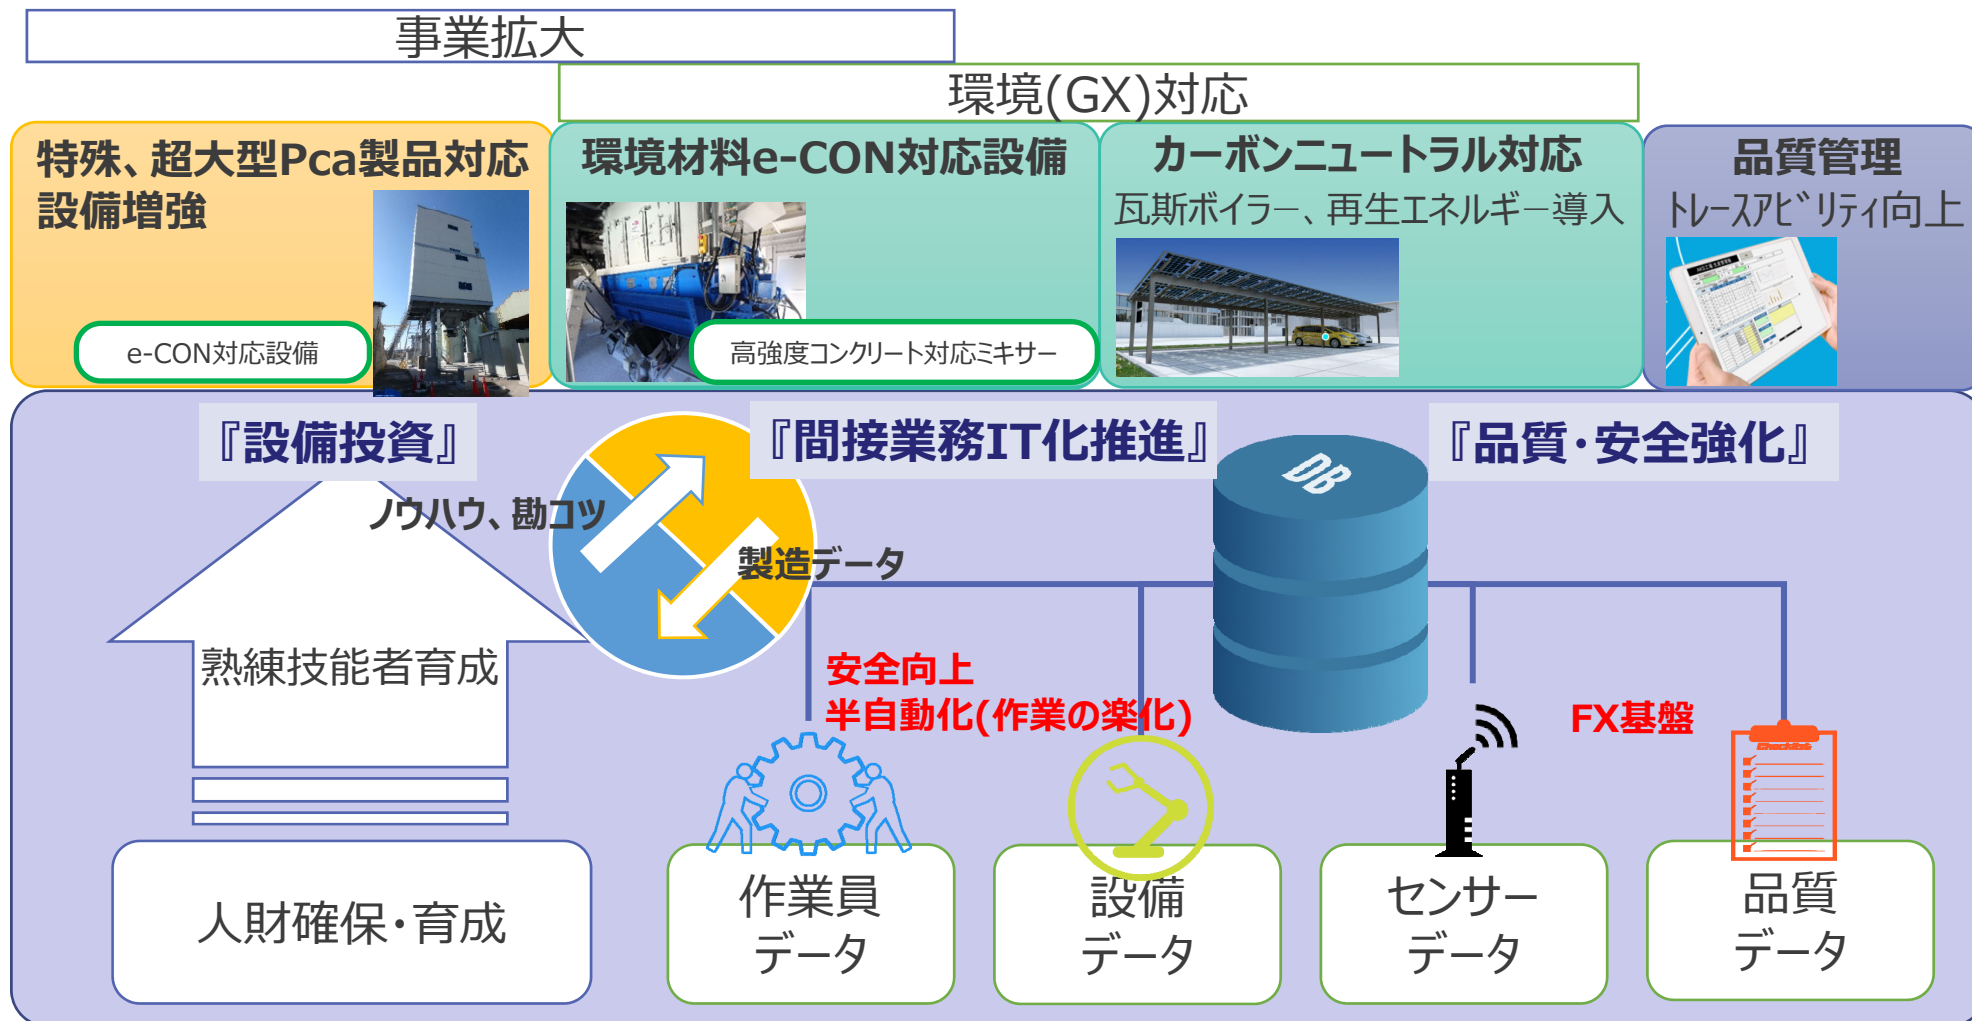 事業拡大
環境(GX)対応
特殊、超大型Pca製品対応
設備増強
e-CON対応設備
環境材料e-CON対応設備
高強度コンクリート対応ミキサー
カーボンニュートラル対応
瓦斯ボイラー、再生エネルギー導入
品質管理
ﾄﾚｰｽｱﾋﾞﾘﾃｨ向上
『設備投資』
『間接業務IT化推進』
『品質・安全強化』
ノウハウ、勘コツ
製造データ
DB
熟練技能者育成
安全向上
半自動化(作業の楽化)
FX基盤
Checklist
人財確保・育成
作業員
データ
設備
データ
センサー
データ
品質
データ